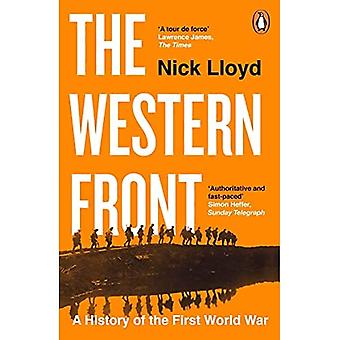 'A tour de force'
Lawrence James,
The Times
THE
Nick Lloyd
WESTERN
FRONT
'Authoritative and
fast-paced'
Simon Heffer,
Sunday Telegraph
A History of the First World War